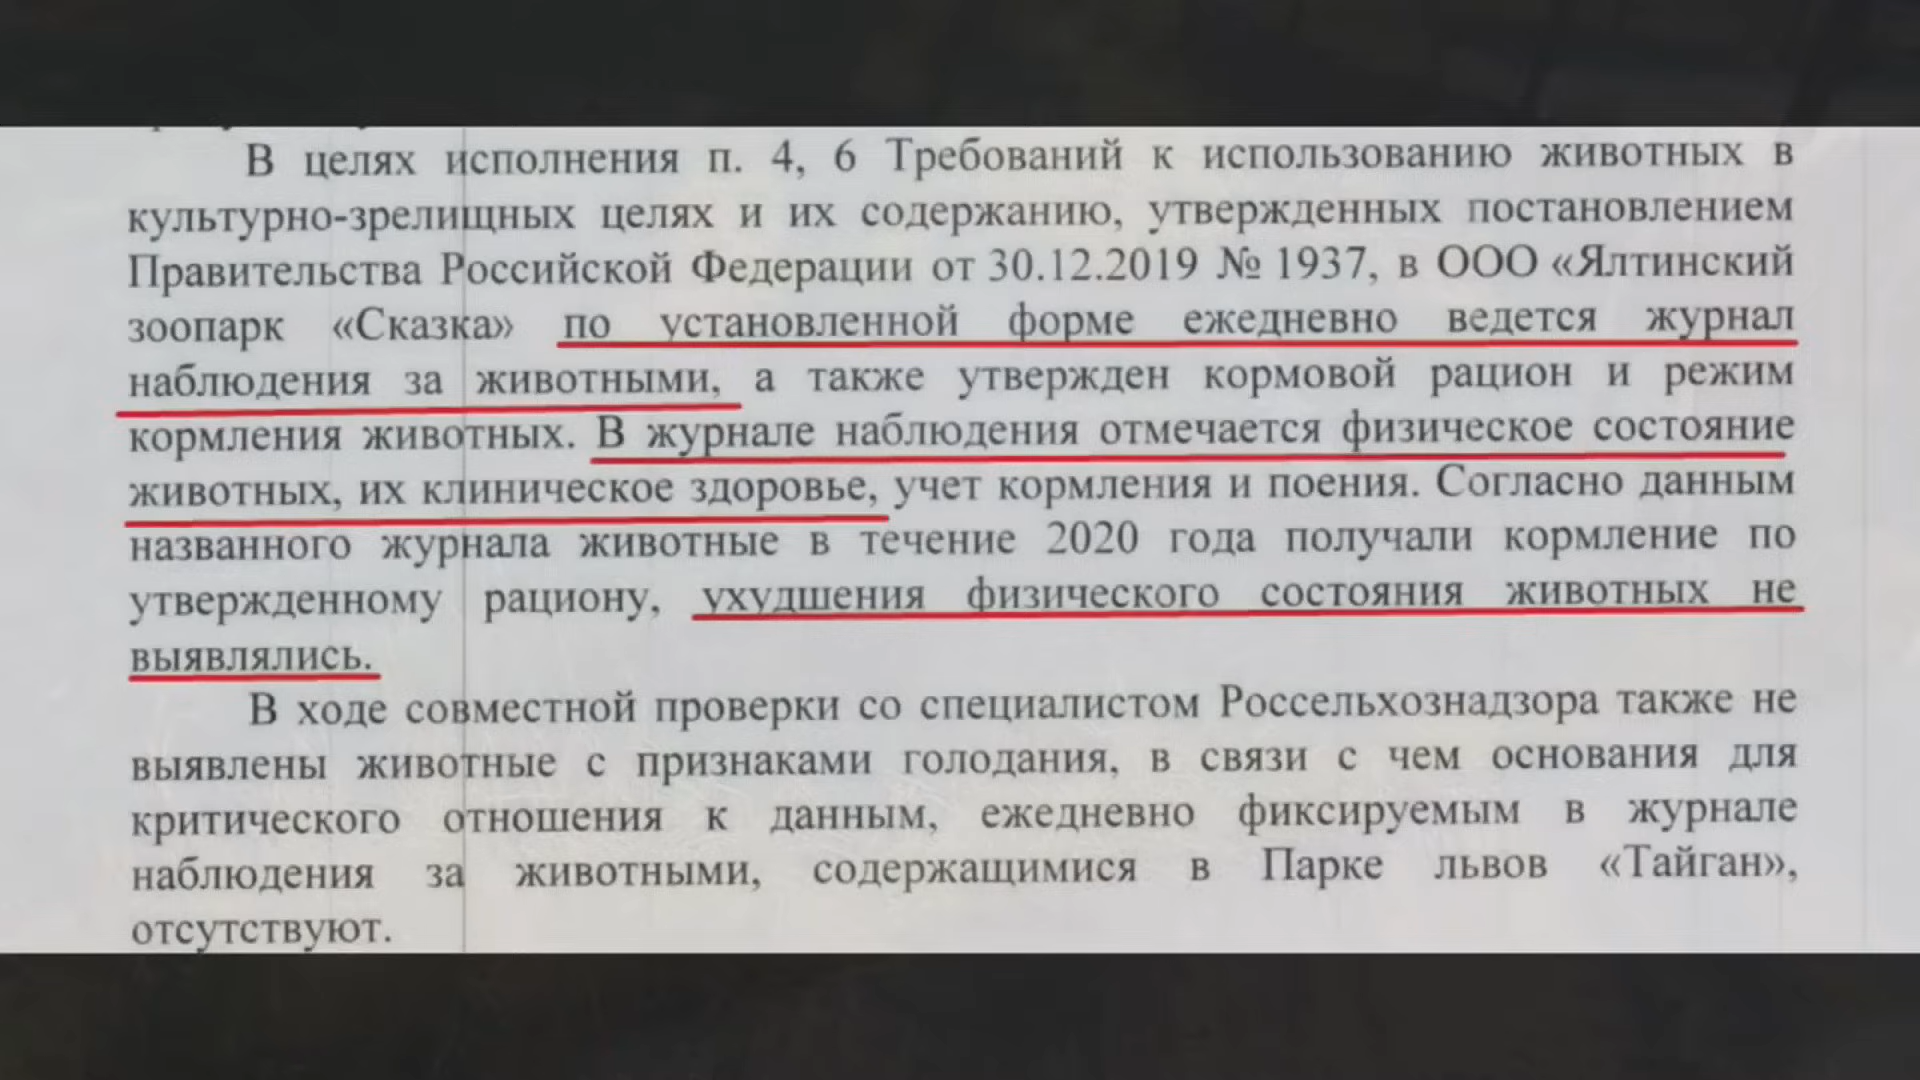 В целях исполнения п. 4, 6 Требований к использованию животных в
культурно-зрелищных целях и их содержанию, утвержденных постановлением
Правительства Российской Федерации от 30.12.2019 № 1937, в ООО «Ялтинский
зоопарк «Сказка» по установленной форме ежедневно ведется журнал
наблюдения за животными, а также утвержден кормовой рацион и режим
кормления животных. В журнале наблюдения отмечается физическое состояние
животных, их клиническое здоровье, учет кормления и поения. Согласно данным
названного журнала животные в течение 2020 года получали кормление по
утвержденному рациону, ухудшения физического состояния животных не
выявлялись.
В ходе совместной проверки со специалистом Россельхознадзора также не
выявлены животные с признаками голодания, в связи с чем основания для
критического отношения к данным, ежедневно фиксируемым в журнале
наблюдения за животными, содержащимися в Парке львов «Тайган»,
отсутствуют.